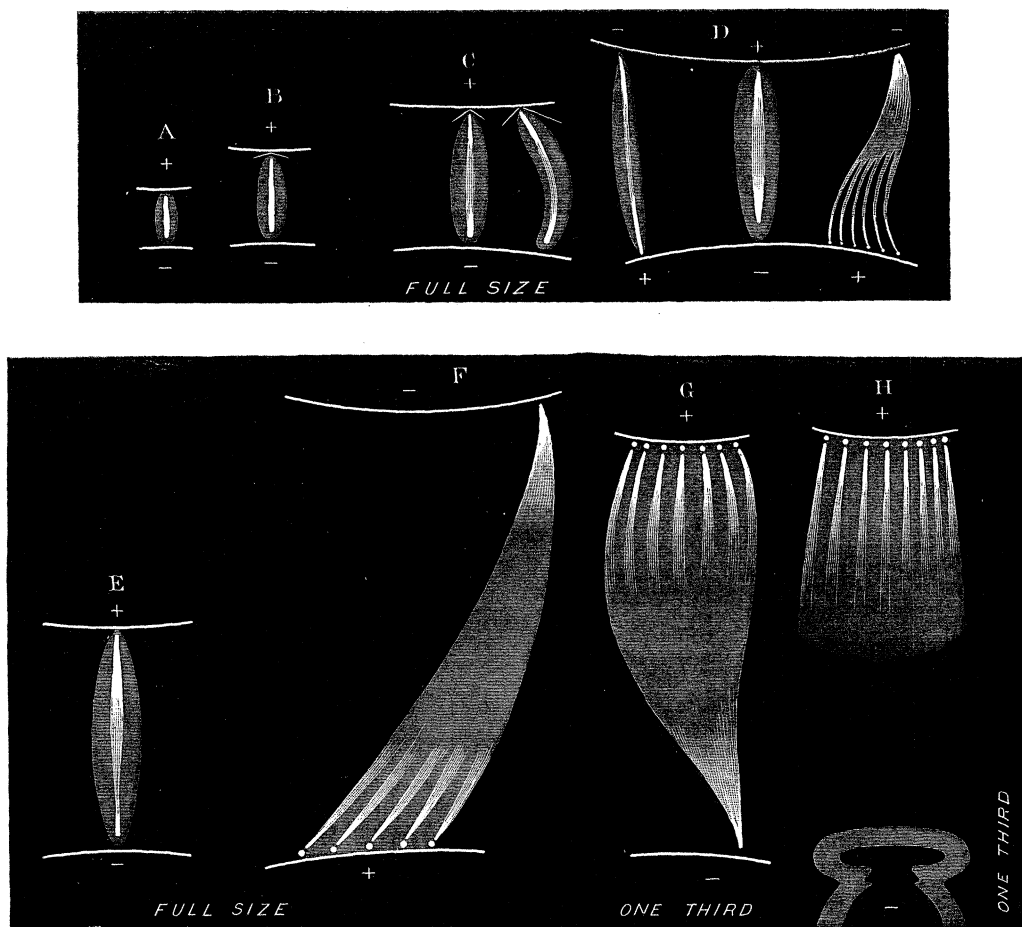 A
+
−
B
+
−
C
+
−
− D + −
+ − +
FULL SIZE
E
+
−
− F
+
FULL SIZE
G
+
−
ONE THIRD
H
+
−
ONE THIRD